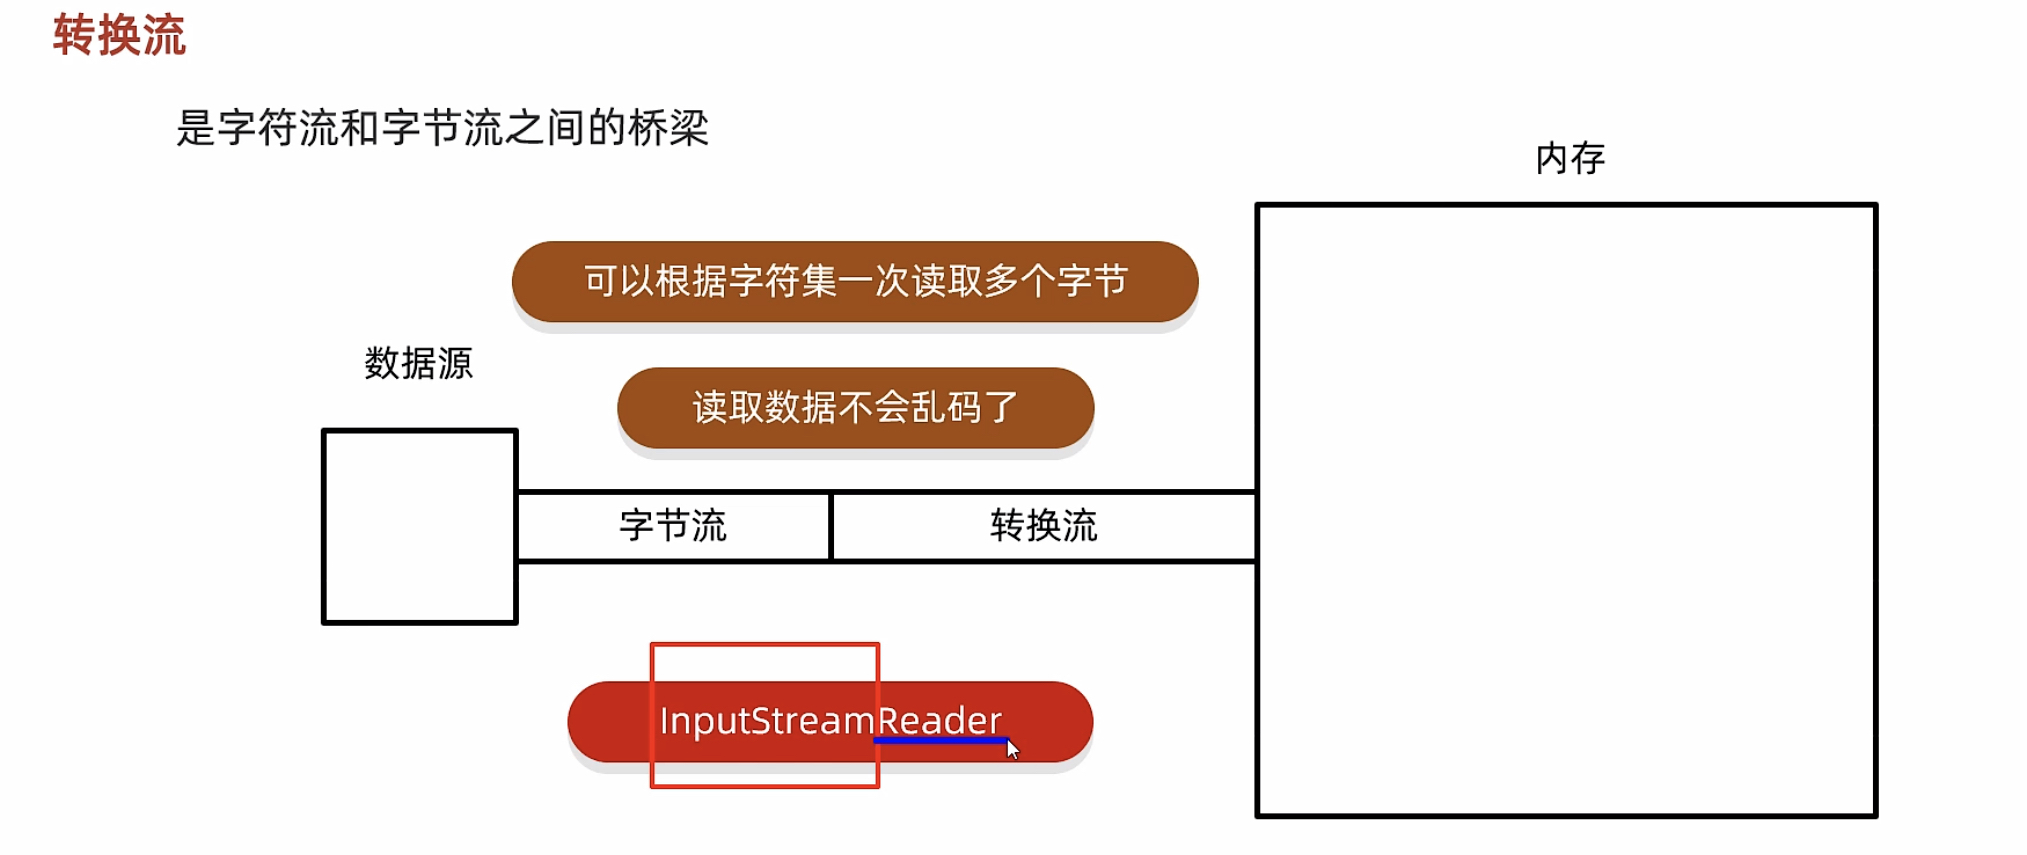 转换流
是字符流和字节流之间的桥梁
内存
可以根据字符集一次读取多个字节
数据源
读取数据不会乱码了
字节流
转换流
InputStreamReader